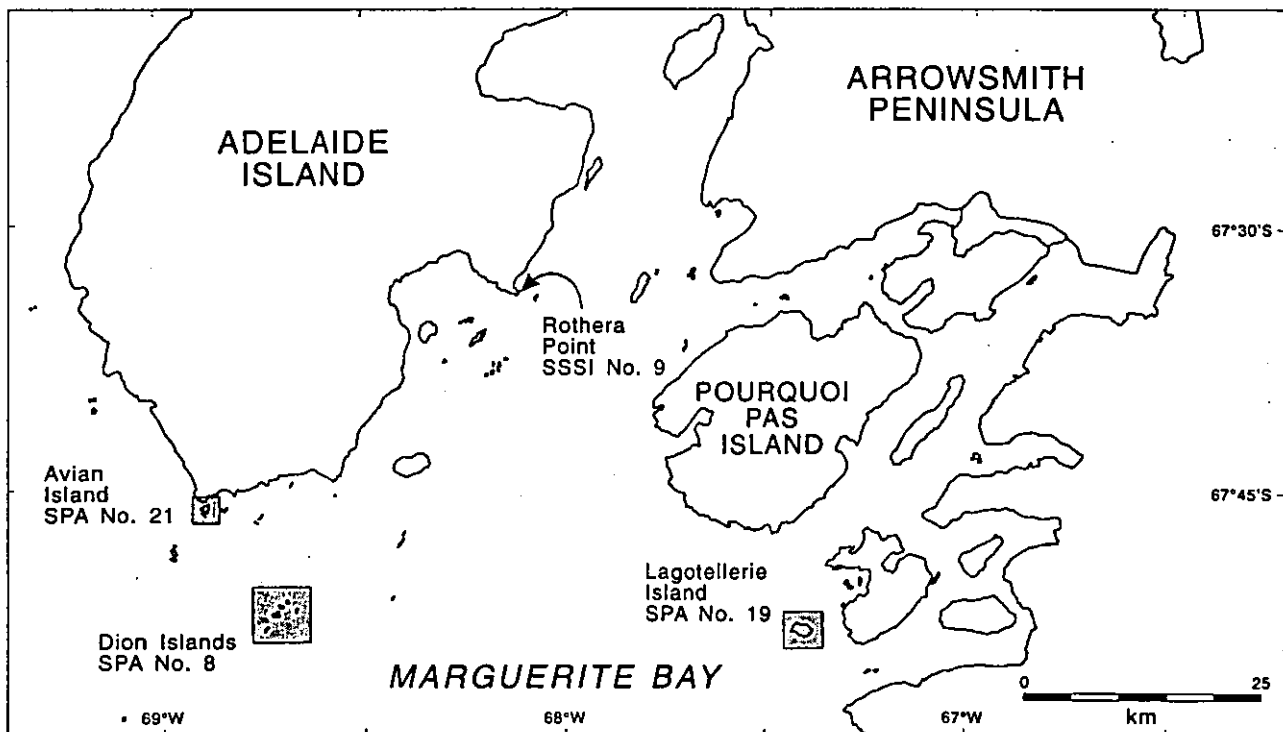 ADELAIDE
ISLAND
ARROWSMITH
PENINSULA
67°30'S
Rothera
Point
SSSI No. 9
POURQUOI
PAS
ISLAND
Avian
Island
SPA No. 21
67°45'S
Lagotellerie
Island
SPA No. 19
Dion Islands
SPA No. 8
MARGUERITE BAY
0
25
km
69°W
68°W
67°W